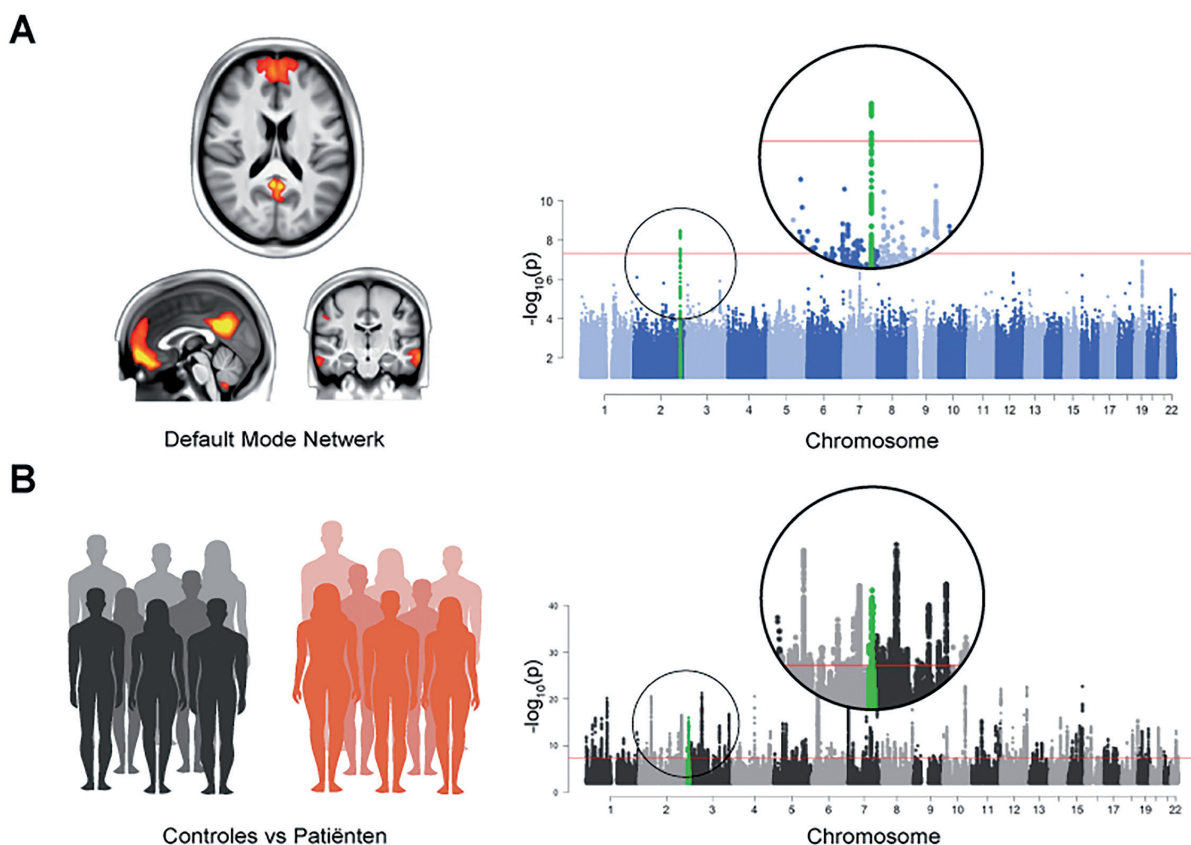 A
Default Mode Netwerk
-log10(p)
10
8
6
4
2
1 2 3 4 5 6 7 8 9 10 12 13 15 17 19 22
Chromosome
B
Controles vs Patiënten
-log10(p)
40
30
20
10
0
1 2 3 4 5 6 7 8 9 10 11 12 13 15 17 19 22
Chromosome